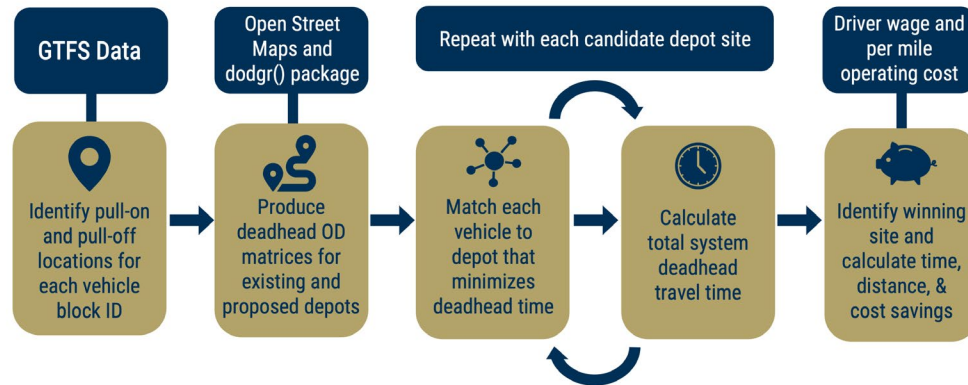 GTFS Data
Open Street
Maps and
dodgr() package
Repeat with each candidate depot site
Driver wage and
per mile
operating cost
Identify pull-on
and pull-off
locations for
each vehicle
block ID
Produce
deadhead OD
matrices for
existing and
proposed depots
Match each
vehicle to
depot that
minimizes
deadhead time
Calculate
total system
deadhead
travel time
Identify winning
site and
calculate time,
distance, &
cost savings